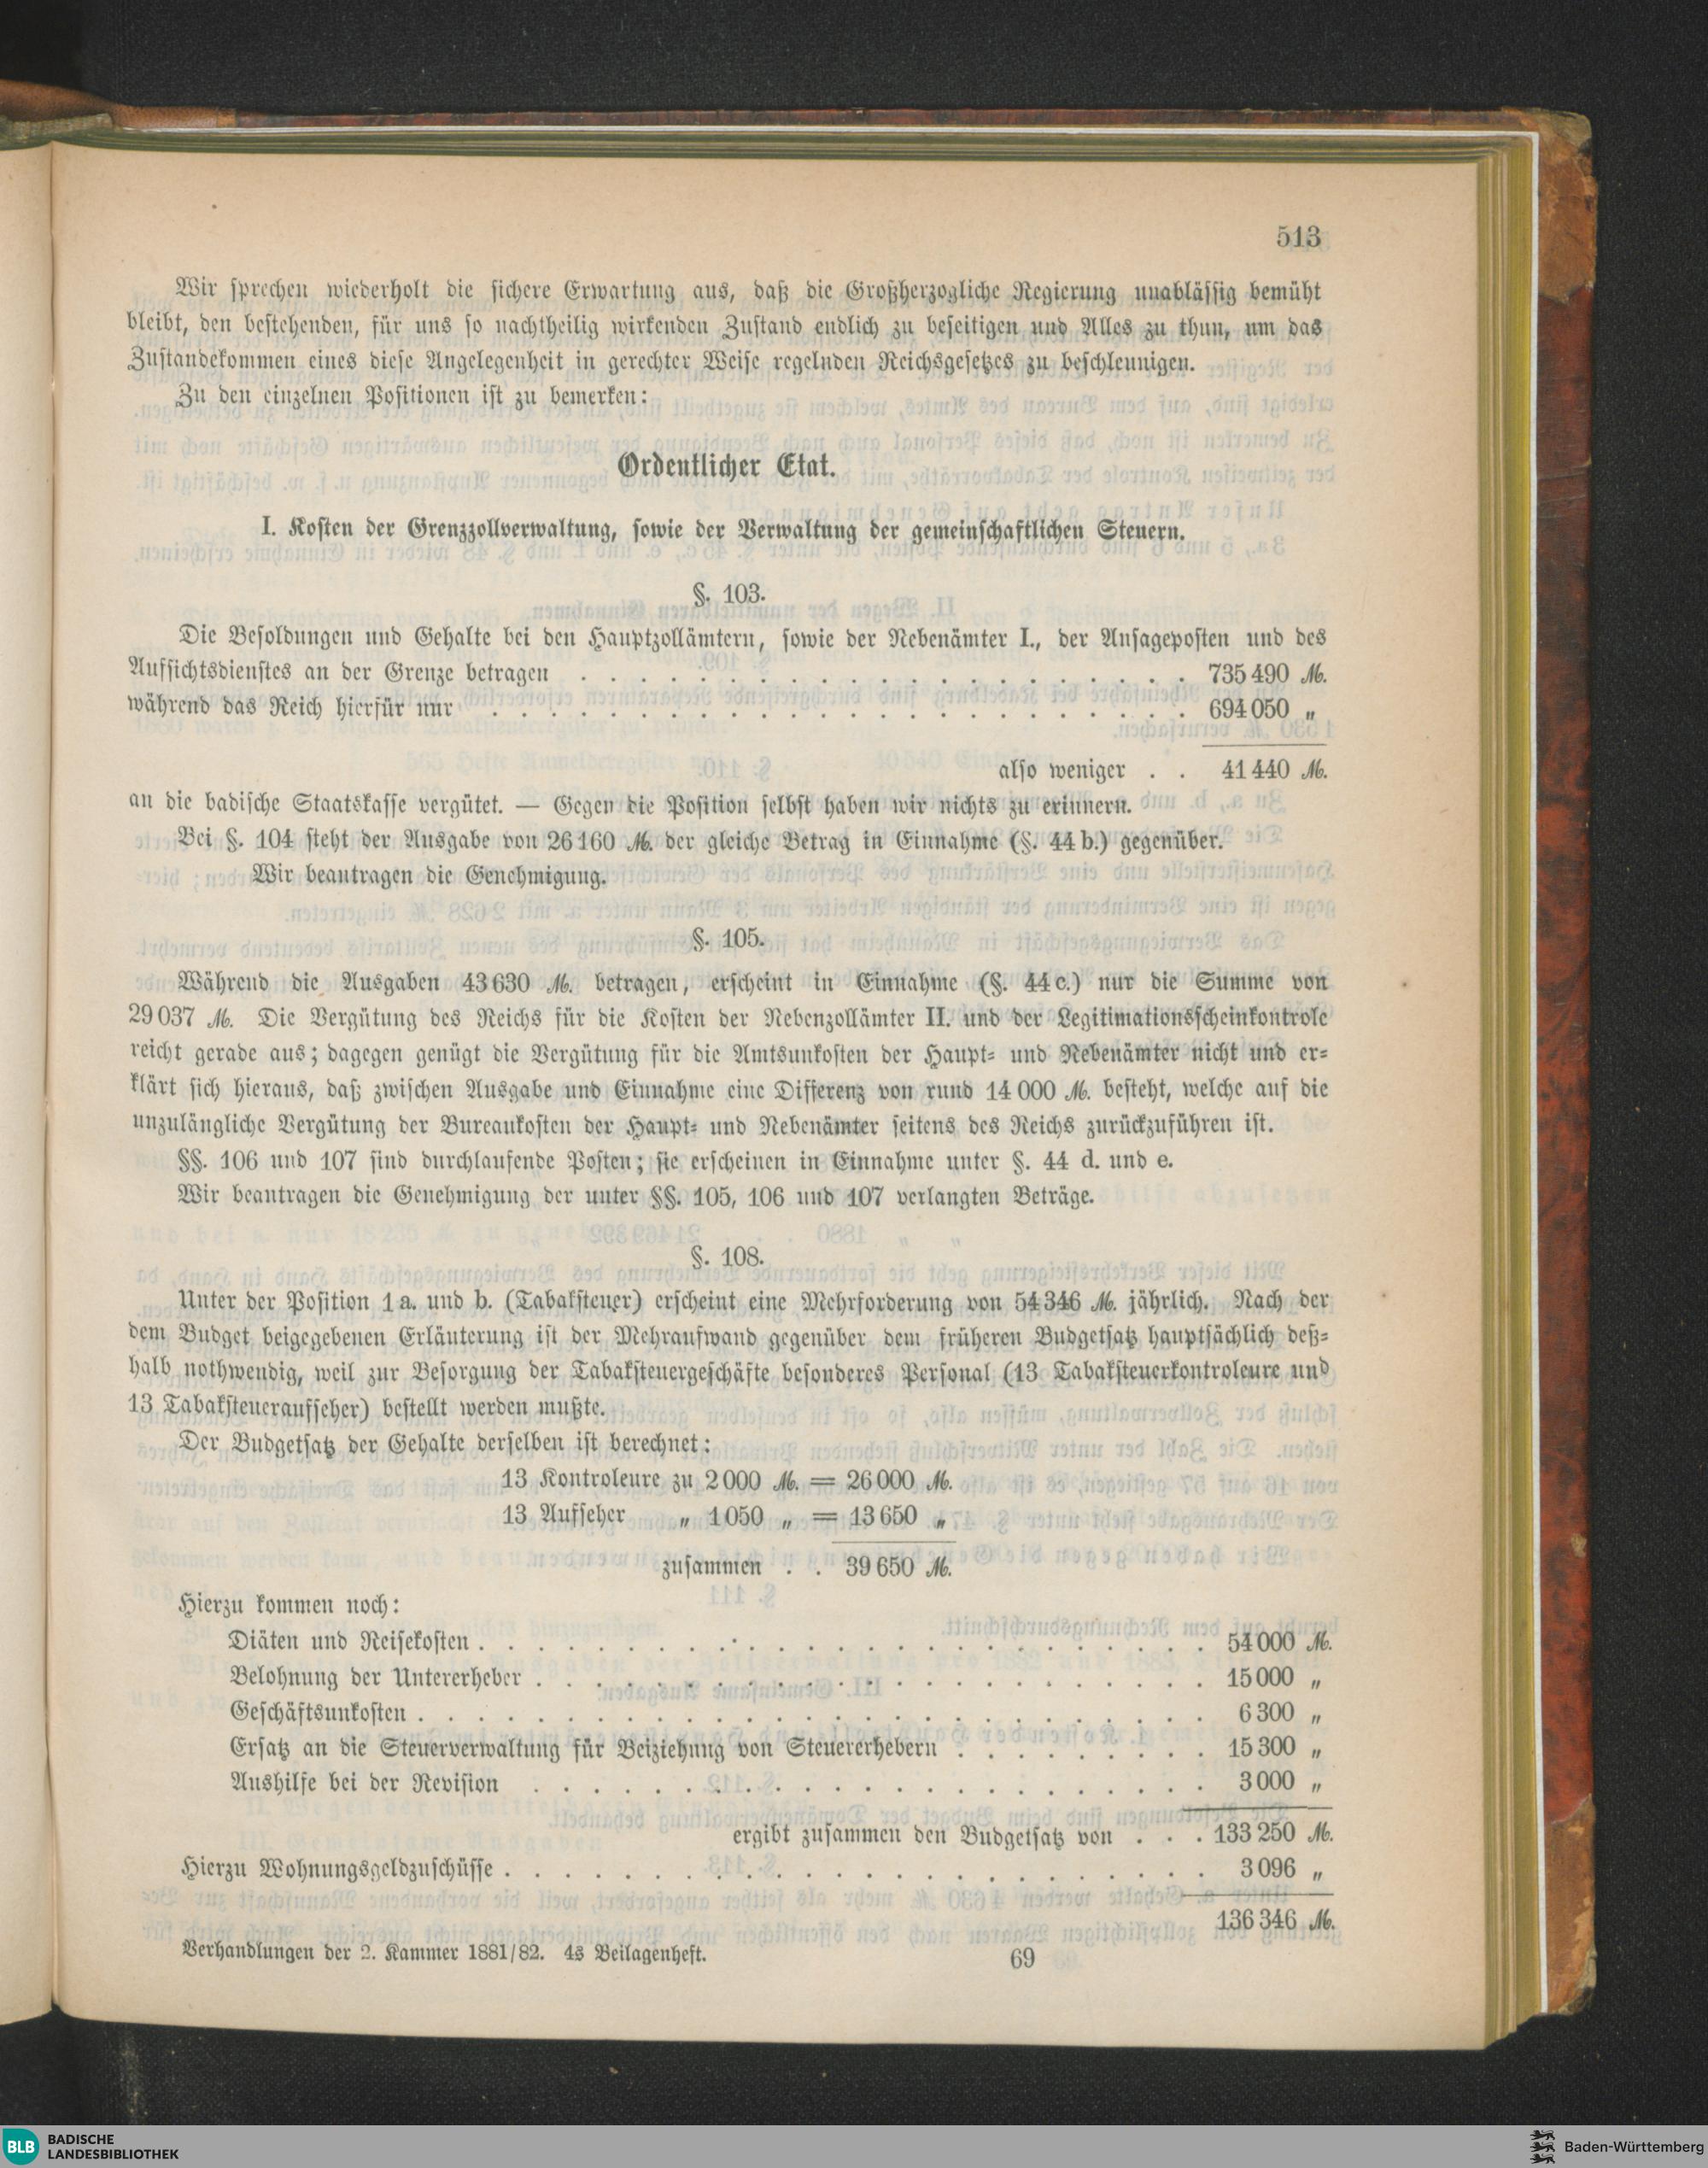 513
Wir sprechen wiederholt die sichere Erwartung aus, daß die Großherzogliche Regierung unablässig bemüht
bleibt, den bestehenden, für uns so nachtheilig wirkenden Zustand endlich zu beseitigen und Alles zu thun, um das
Zustandekommen eines diese Angelegenheit in gerechter Weise regelnden Reichsgesetzes zu beschleunigen.
Zu den einzelnen Positionen ist zu bemerken:
Ordentlicher Etat.
I. Kosten der Grenzzollverwaltung, sowie der Verwaltung der gemeinschaftlichen Steuern.
§. 103.
Die Besoldungen und Gehalte bei den Hauptzollämtern, sowie der Nebenämter I., der Ansageposten und des
Aufsichtsdienstes an der Grenze betragen . . . . . . . . . . . . . . . . . . . . . 735 490 M.
während das Reich hierfür nur . . . . . . . . . . . . . . . . . . . . . . . . 694 050 „
also weniger . . 41 440 M.
an die badische Staatskasse vergütet. — Gegen die Position selbst haben wir nichts zu erinnern.
Bei §. 104 steht der Ausgabe von 26 160 M. der gleiche Betrag in Einnahme (§. 44 b.) gegenüber.
Wir beantragen die Genehmigung.
§. 105.
Während die Ausgaben 43 630 M. betragen, erscheint in Einnahme (§. 44 c.) nur die Summe von
29 037 M. Die Vergütung des Reichs für die Kosten der Nebenzollämter II. und der Legitimationsscheinkontrole
reicht gerade aus; dagegen genügt die Vergütung für die Amtsunkosten der Haupt- und Nebenämter nicht und er-
klärt sich hieraus, daß zwischen Ausgabe und Einnahme eine Differenz von rund 14 000 M. besteht, welche auf die
unzulängliche Vergütung der Bureaukosten der Haupt- und Nebenämter seitens des Reichs zurückzuführen ist.
§§. 106 und 107 sind durchlaufende Posten; sie erscheinen in Einnahme unter §. 44 d. und e.
Wir beantragen die Genehmigung der unter §§. 105, 106 und 107 verlangten Beträge.
§. 108.
Unter der Position 1 a. und b. (Tabaksteuer) erscheint eine Mehrforderung von 54 346 M. jährlich. Nach der
dem Budget beigegebenen Erläuterung ist der Mehraufwand gegenüber dem früheren Budgetsatz hauptsächlich deß-
halb nothwendig, weil zur Besorgung der Tabaksteuergeschäfte besonderes Personal (13 Tabaksteuerkontroleure und
13 Tabaksteueraufseher) bestellt werden mußte.
Der Budgetsatz der Gehalte derselben ist berechnet:
13 Kontroleure zu 2 000 M. = 26 000 M.
13 Aufseher „ 1 050 „ = 13 650 „
zusammen . . 39 650 M.
Hierzu kommen noch:
Diäten und Reisekosten . . . . . . . . . . . . . . . . . . . . . . . . . 54 000 M.
Belohnung der Untererheber . . . . . . . . . . . . . . . . . . . . . . . 15 000 „
Geschäftsunkosten . . . . . . . . . . . . . . . . . . . . . . . . . . . 6 300 „
Ersatz an die Steuerverwaltung für Beiziehung von Steuererhebern . . . . . . . . . 15 300 „
Aushilfe bei der Revision . . . . . . . . . . . . . . . . . . . . . . . 3 000 „
ergibt zusammen den Budgetsatz von . . . 133 250 M.
Hierzu Wohnungsgeldzuschüsse . . . . . . . . . . . . . . . . . . . . . . . . 3 096 „
136 346 M.
Verhandlungen der 2. Kammer 1881/82. 4s Beilagenheft. 69
BLB BADISCHE
LANDESBIBLIOTHEK
Baden-Württemberg